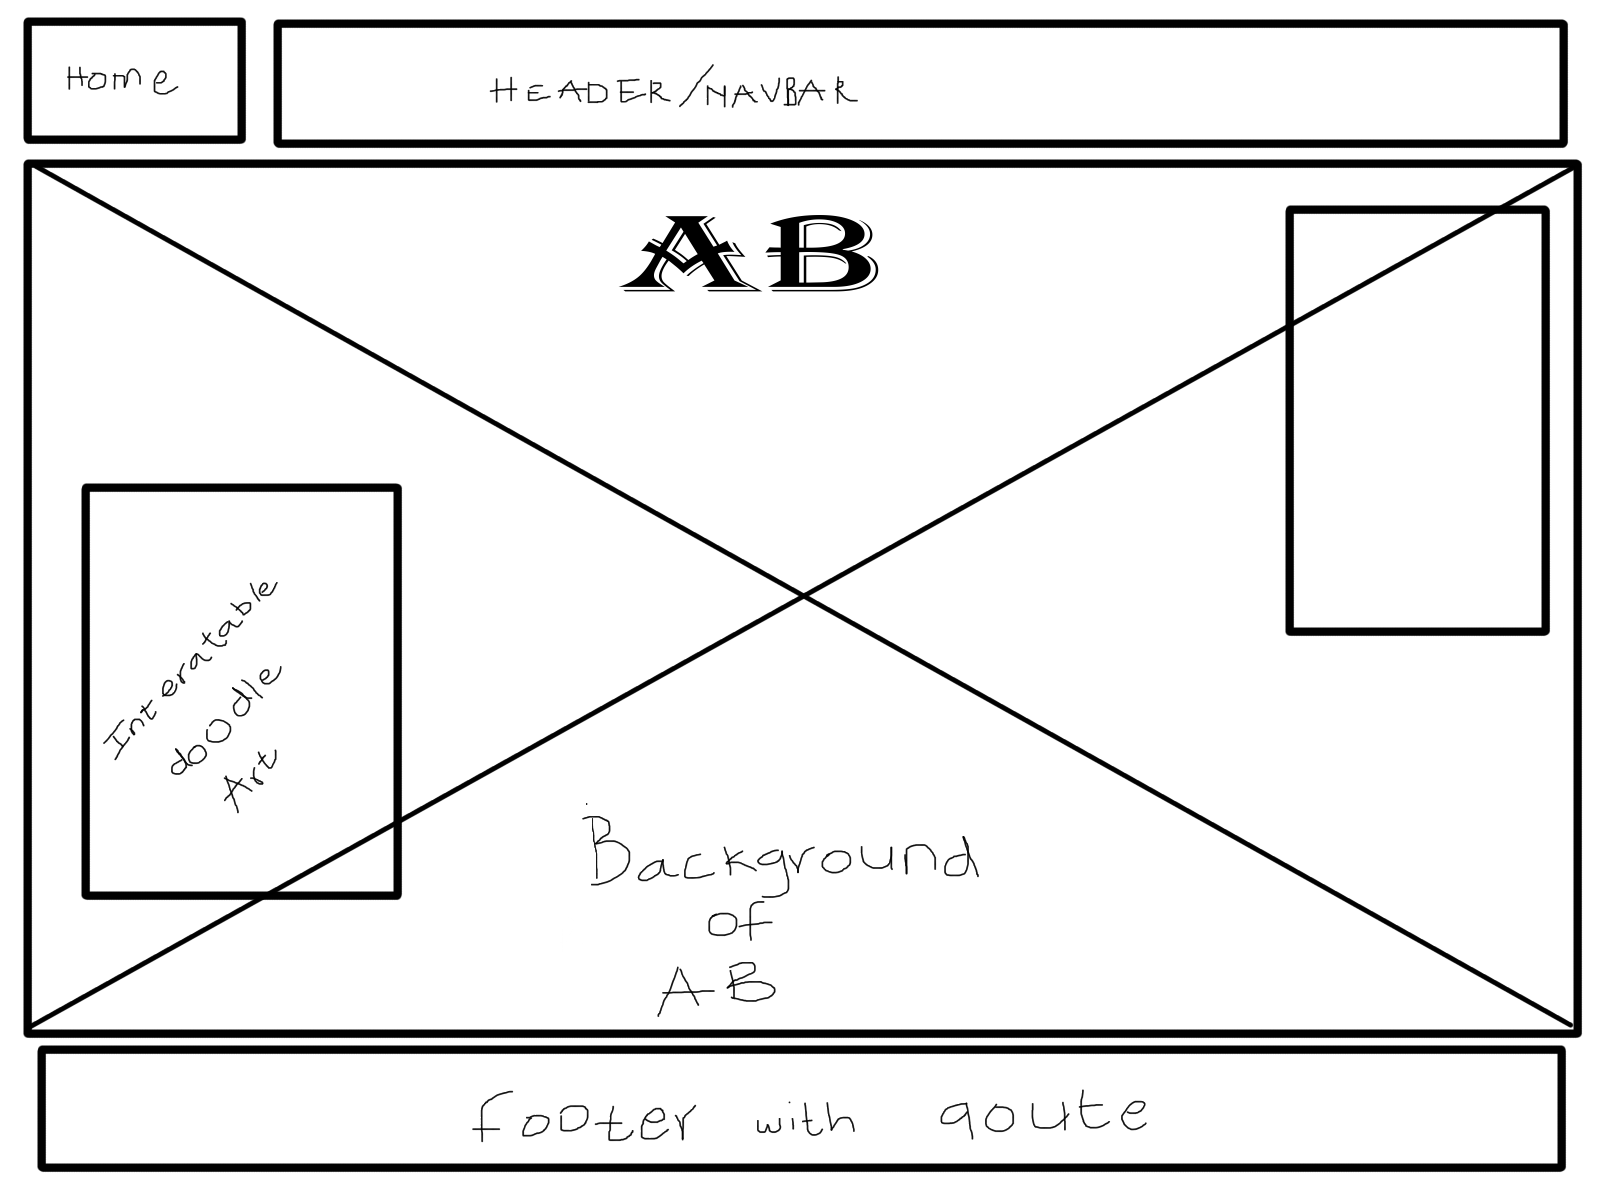 Home
HEADER/NAVBAR
AB
Interatable
doodle
Art
Background
of
AB
footer with qoute